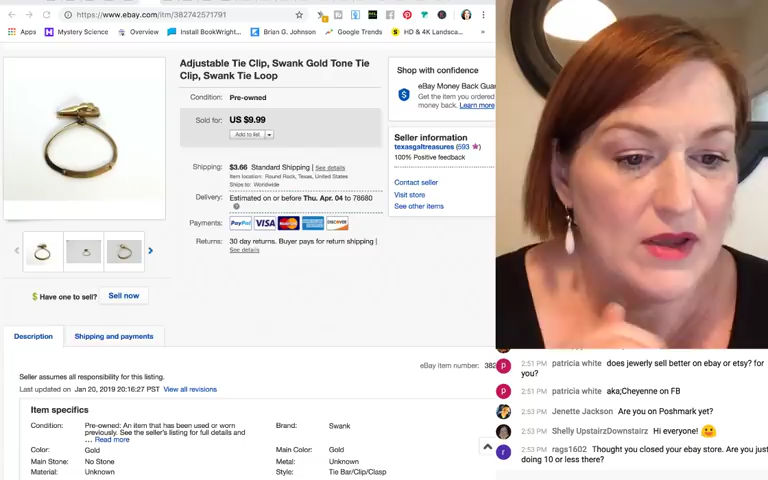 https://www.ebay.com/itm/382742571791
Apps Mystery Science Overview Install BookWright... Brian G. Johnson Google Trends HD & 4K Landsca...
Adjustable Tie Clip, Swank Gold Tone Tie
Clip, Swank Tie Loop
Condition: Pre-owned
Sold for: US $9.99
Add to list
Shipping: $3.66 Standard Shipping | See details
Item location: Round Rock, Texas, United States
Ships to: Worldwide
Delivery: Estimated on or before Thu. Apr. 04 to 78680
Payments: PayPal VISA MasterCard DISCOVER
Returns: 30 day returns. Buyer pays for return shipping |
See details
Shop with confidence
eBay Money Back Guar
Get the item you ordered
money back. Learn more
Seller information
texasgaltreasures (593
100% Positive feedback
Contact seller
Visit store
See other items
$ Have one to sell? Sell now
Description Shipping and payments
eBay item number: 382
Seller assumes all responsibility for this listing.
Last updated on Jan 20, 2019 20:16:27 PST View all revisions
Item specifics
Condition: Pre-owned: An item that has been used or worn
previously. See the seller's listing for full details and
... Read more
Brand: Swank
Color: Gold Main Color: Gold
Main Stone: No Stone Metal: Unknown
Material: Unknown Style: Tie Bar/Clip/Clasp
p 2:51 PM patricia white does jewerly sell better on ebay or etsy? for
you?
p 2:51 PM patricia white aka;Cheyenne on FB
2:53 PM Jenette Jackson Are you on Poshmark yet?
2:53 PM Shelly UpstairzDownstairz Hi everyone!
r 2:53 PM rags1602 Thought you closed your ebay store. Are you just
doing 10 or less there?